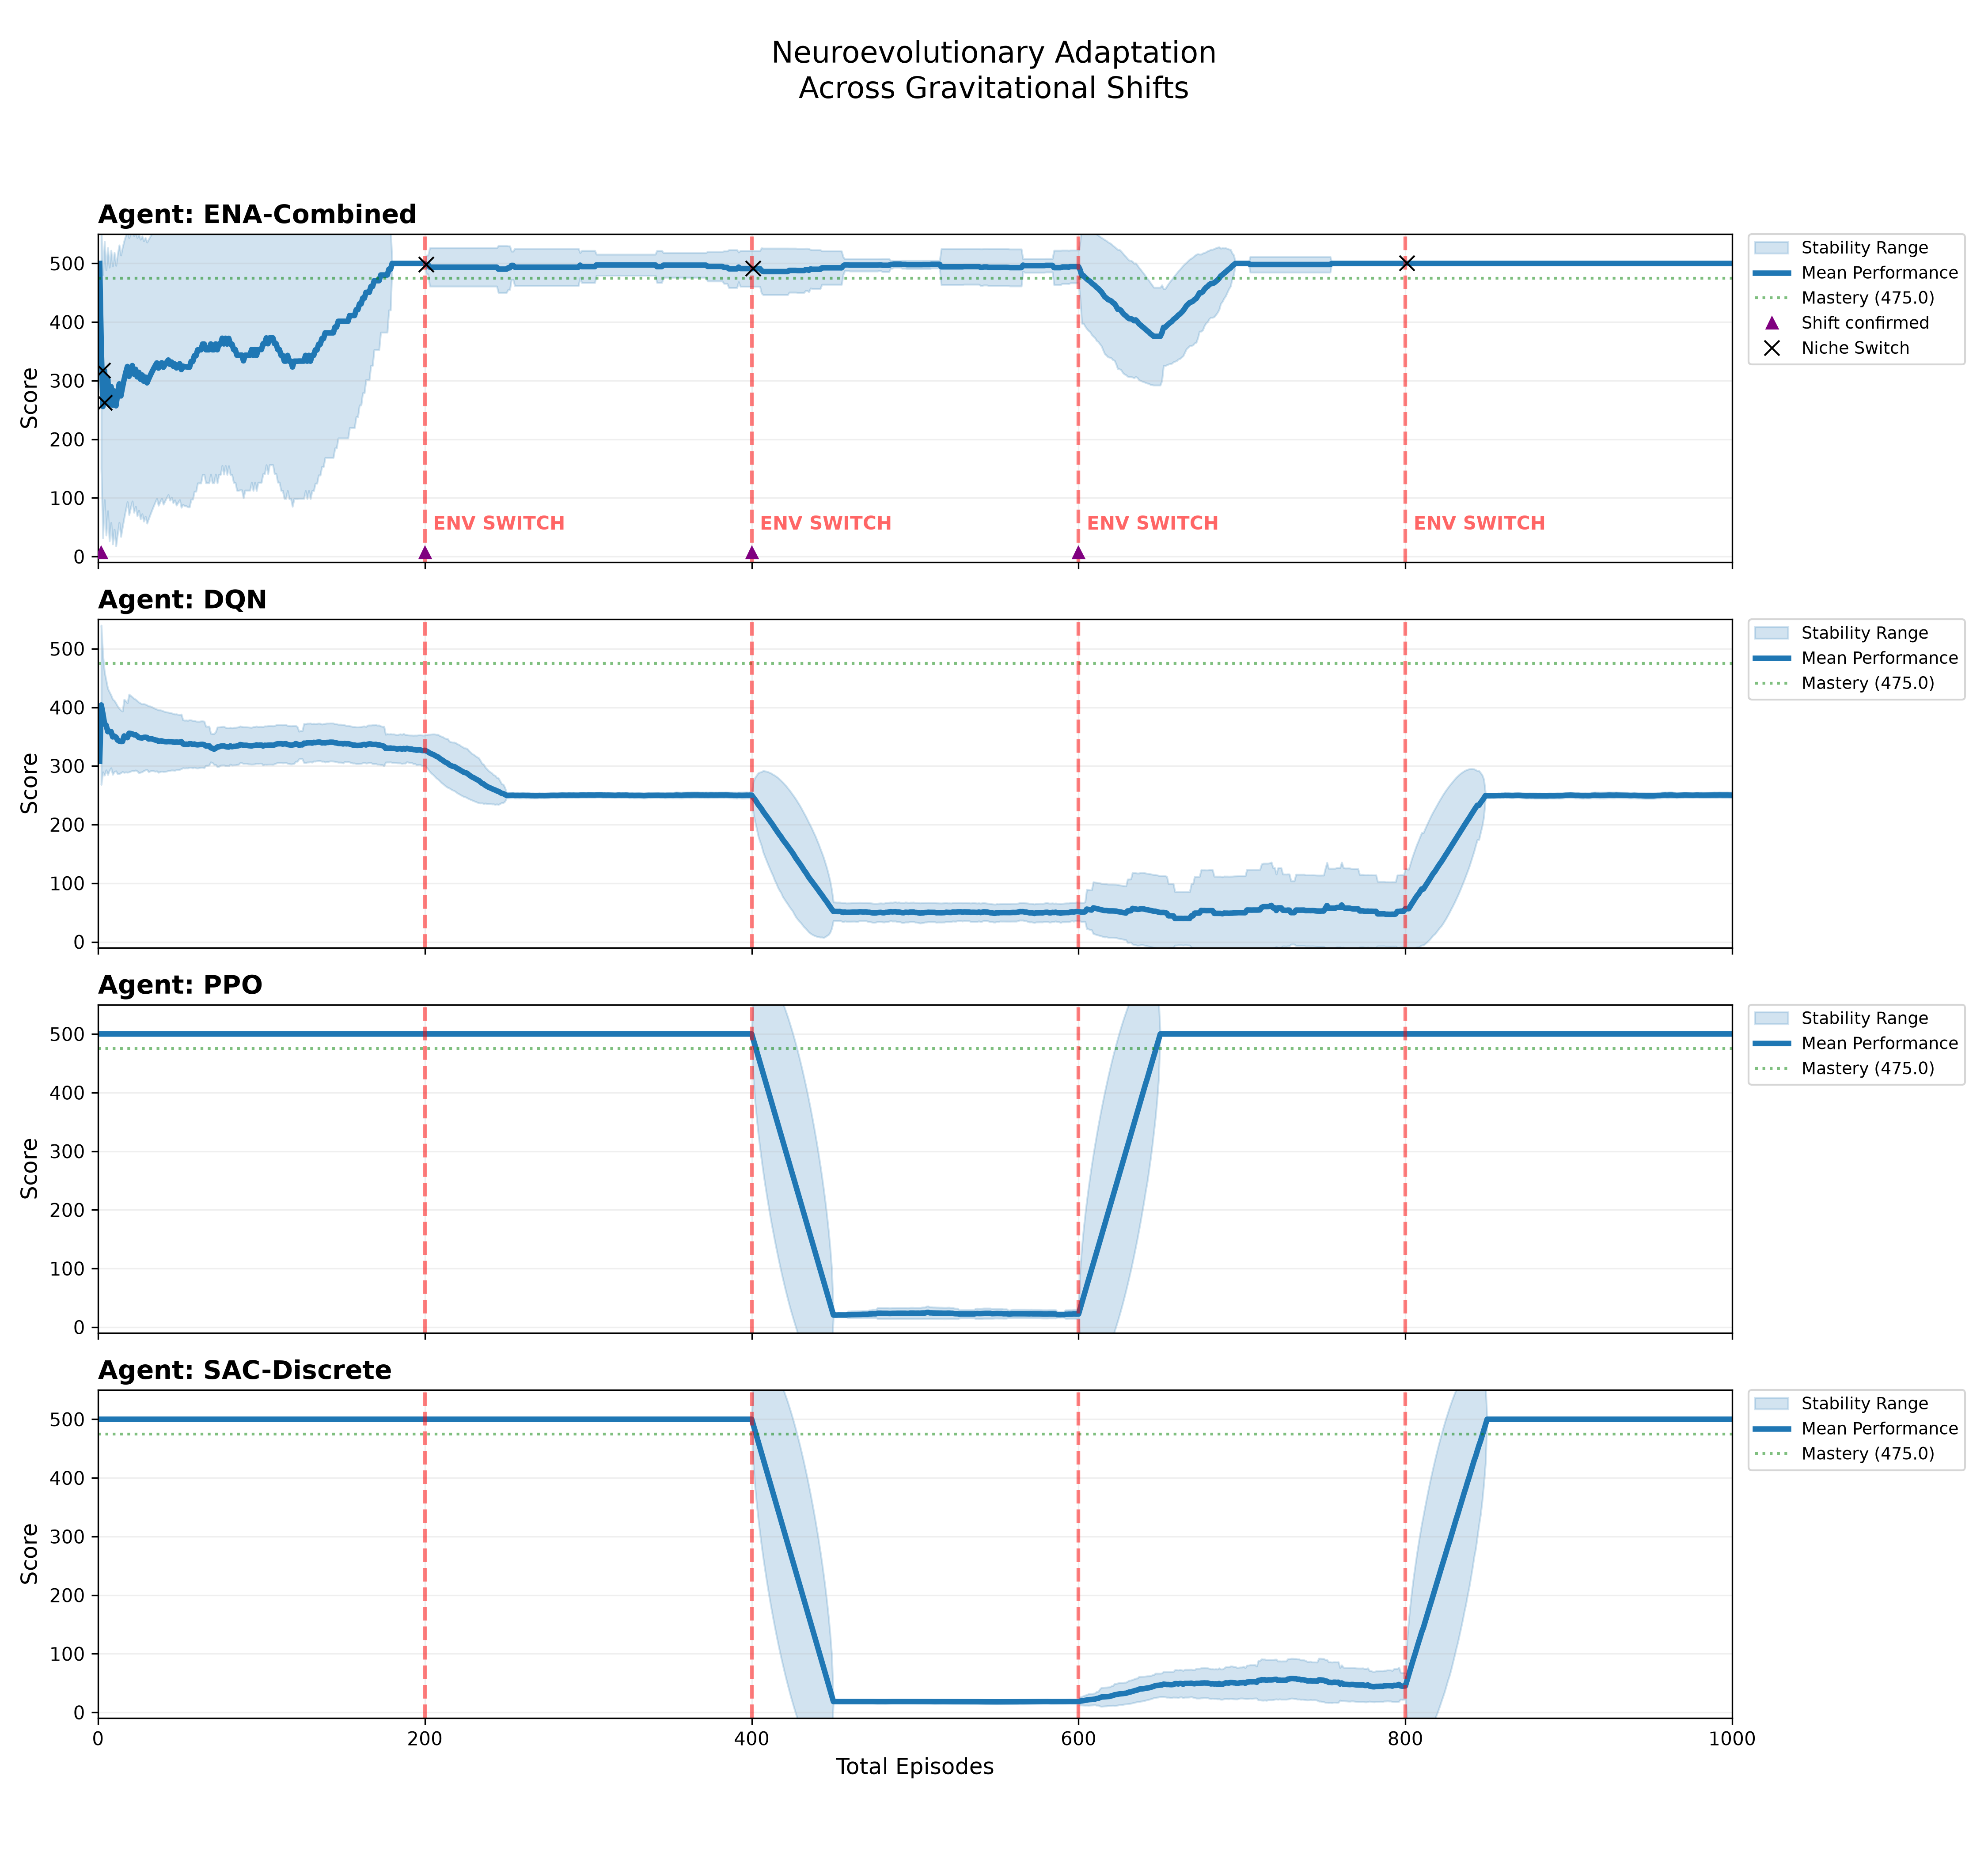 Neuroevolutionary Adaptation
Across Gravitational Shifts
Agent: ENA-Combined
Score
500
400
300
200
100
0
ENV SWITCH
ENV SWITCH
ENV SWITCH
ENV SWITCH
Stability Range
Mean Performance
Mastery (475.0)
Shift confirmed
Niche Switch
Agent: DQN
Score
500
400
300
200
100
0
Stability Range
Mean Performance
Mastery (475.0)
Agent: PPO
Score
500
400
300
200
100
0
Stability Range
Mean Performance
Mastery (475.0)
Agent: SAC-Discrete
Score
500
400
300
200
100
0
Stability Range
Mean Performance
Mastery (475.0)
0
200
400
600
800
1000
Total Episodes